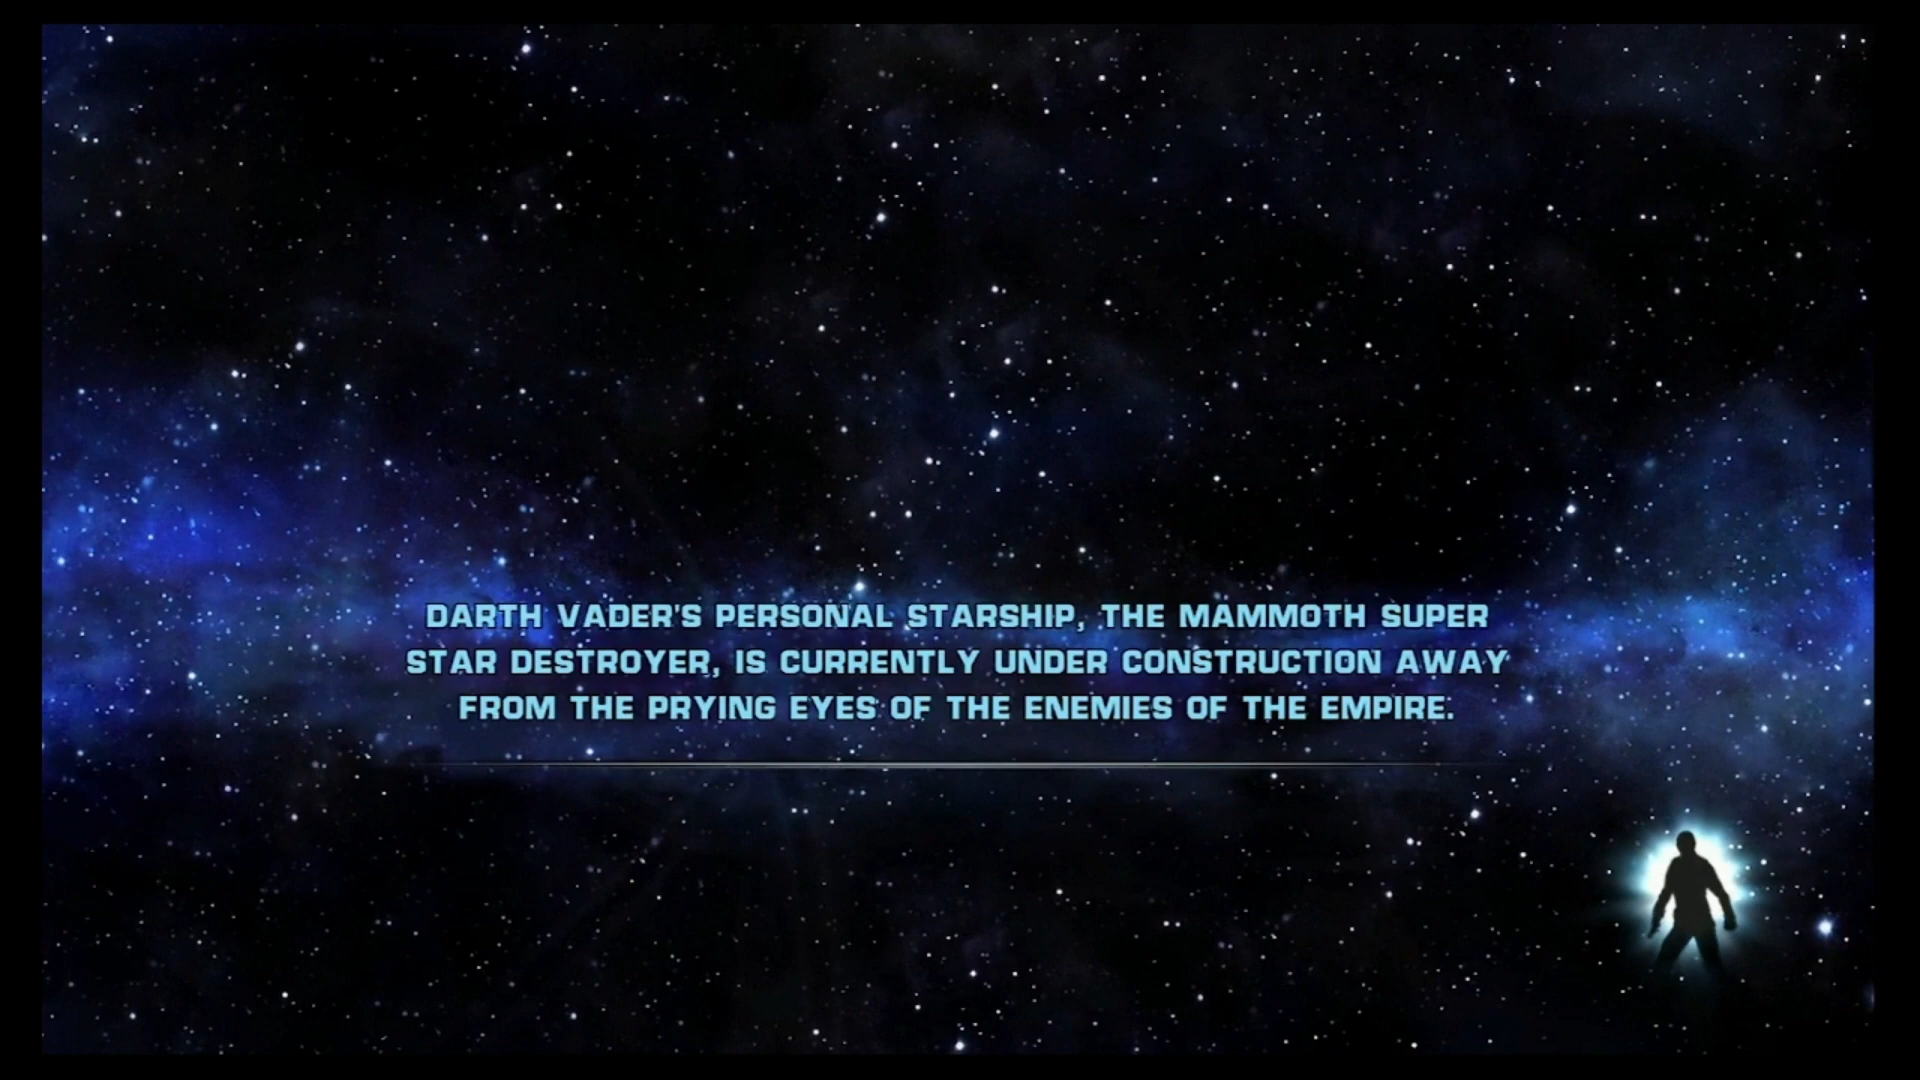 DARTH VADER'S PERSONAL STARSHIP, THE MAMMOTH SUPER
STAR DESTROYER, IS CURRENTLY UNDER CONSTRUCTION AWAY
FROM THE PRYING EYES OF THE ENEMIES OF THE EMPIRE.